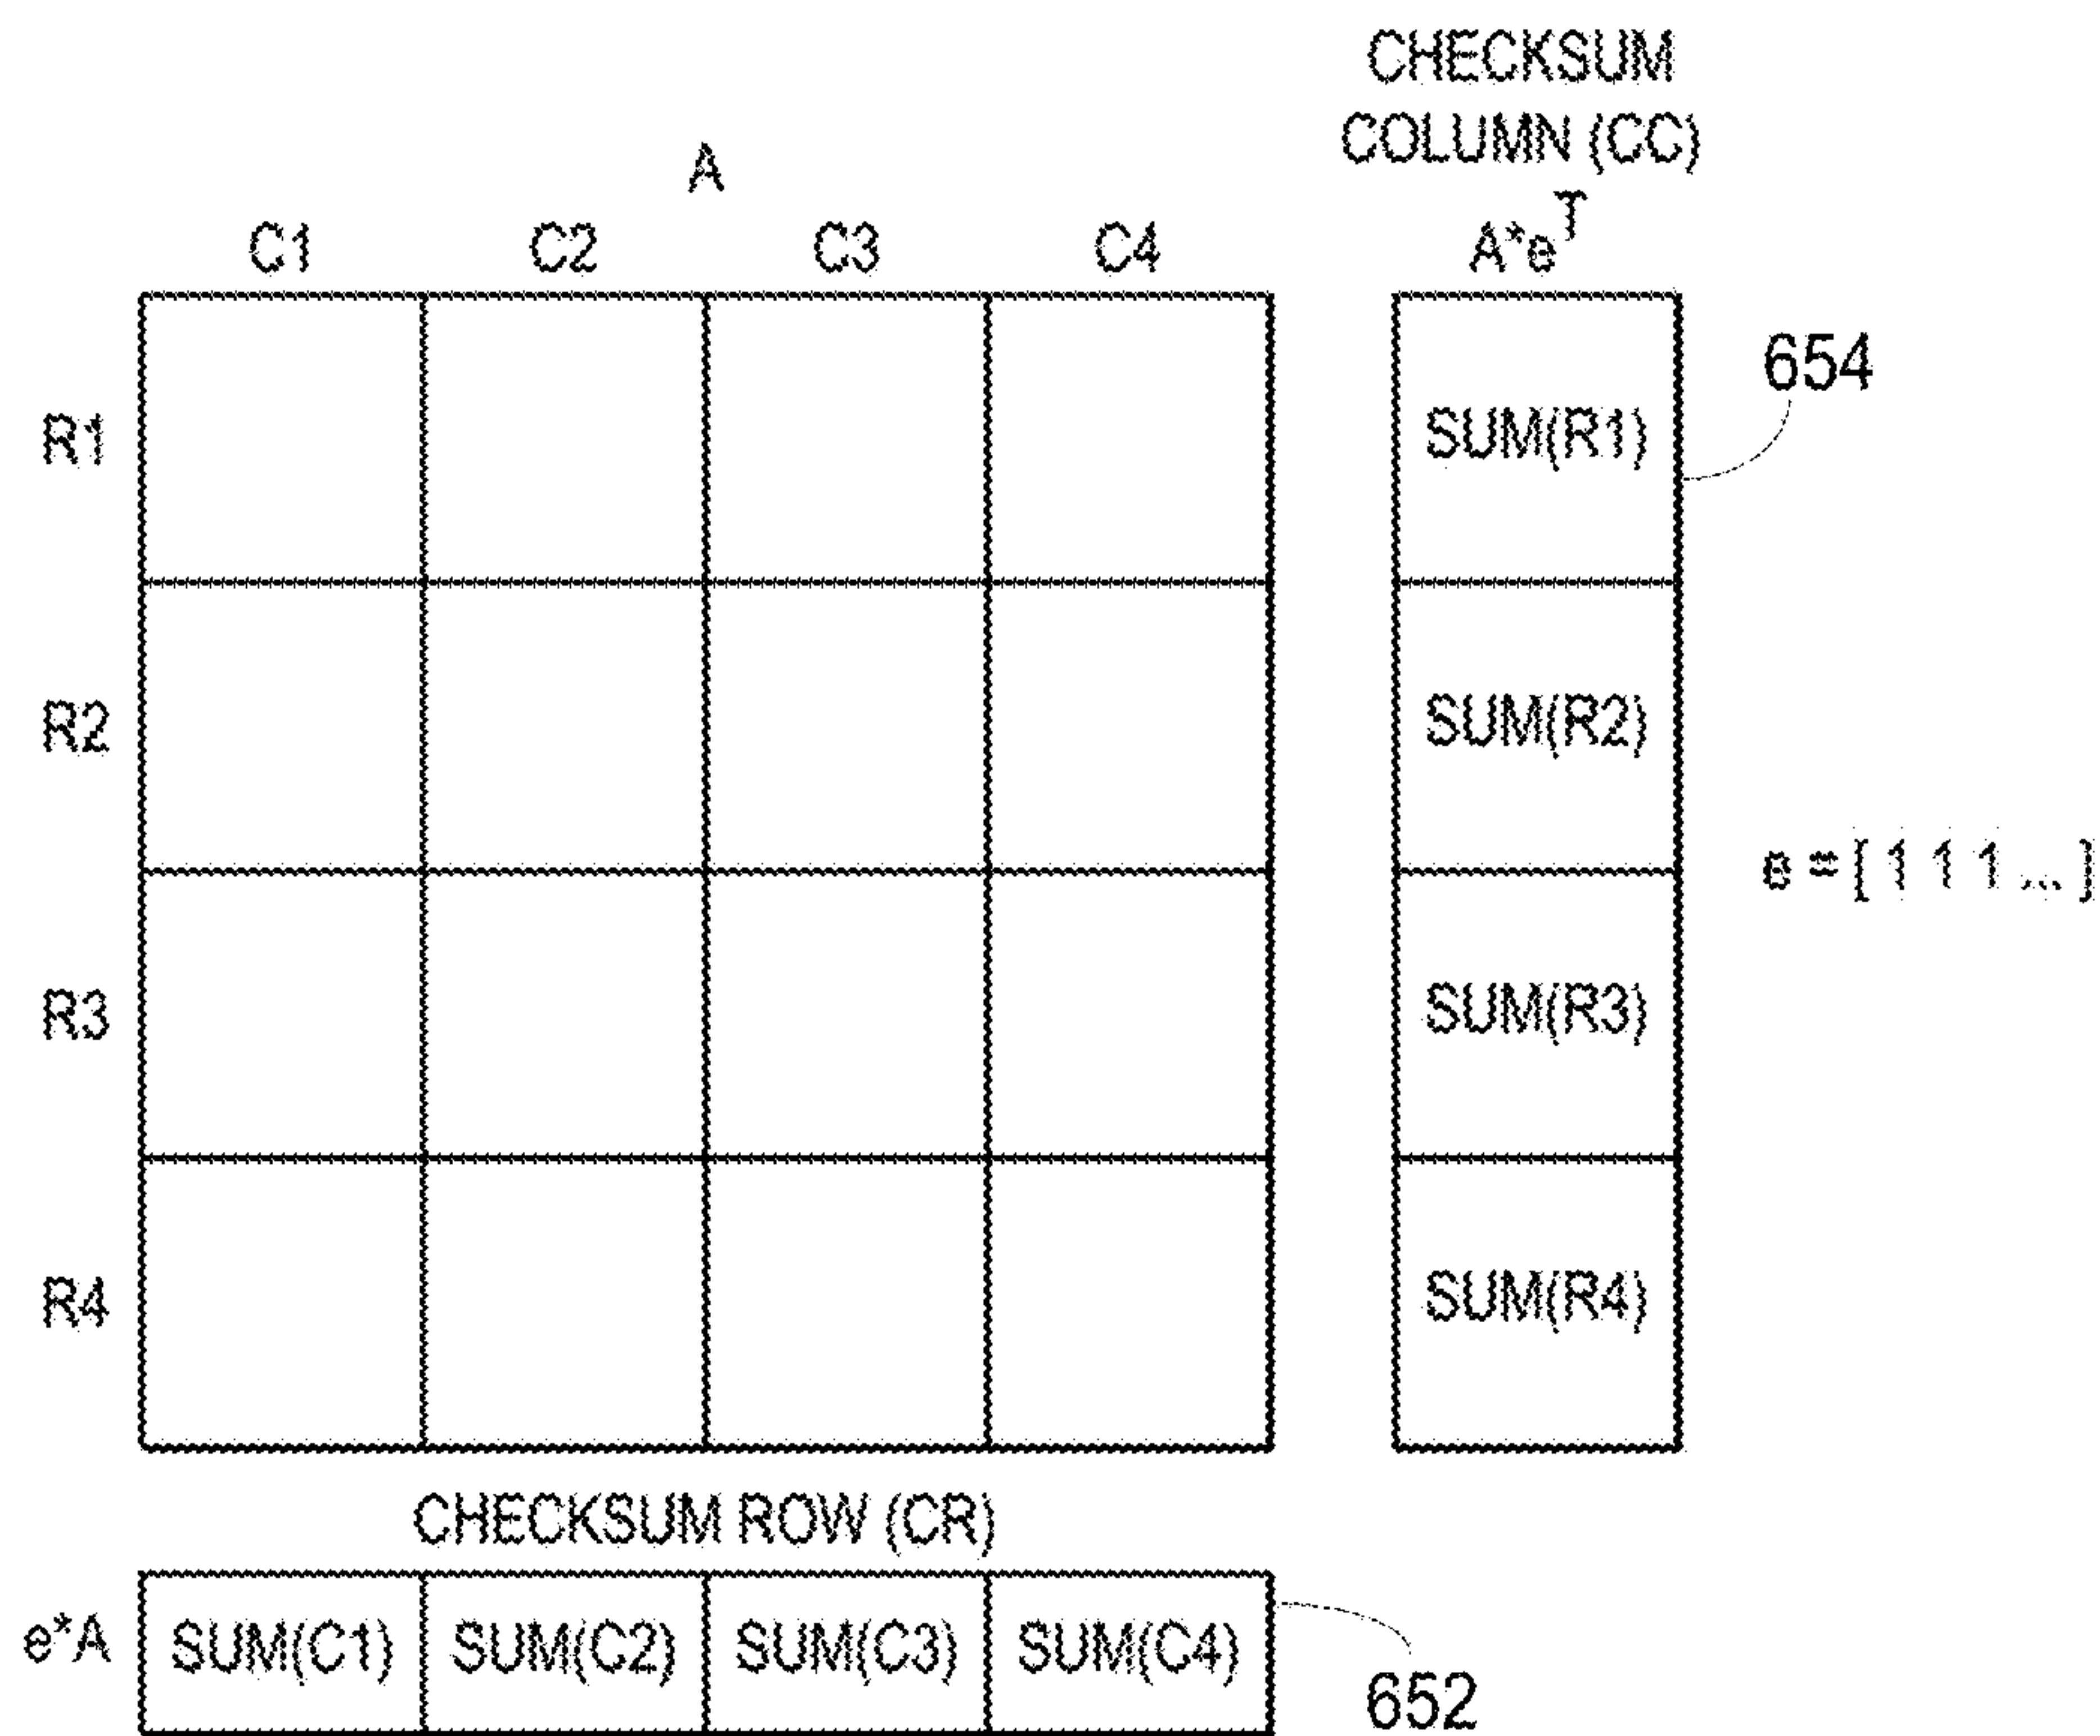 CHECKSUM
COLUMN (CC)
A
C1 C2 C3 C4 A*e^T
R1 SUM(R1) 654
R2 SUM(R2)
e = [ 1 1 1 ... ]
R3 SUM(R3)
R4 SUM(R4)
CHECKSUM ROW (CR)
e*A SUM(C1) SUM(C2) SUM(C3) SUM(C4)
652